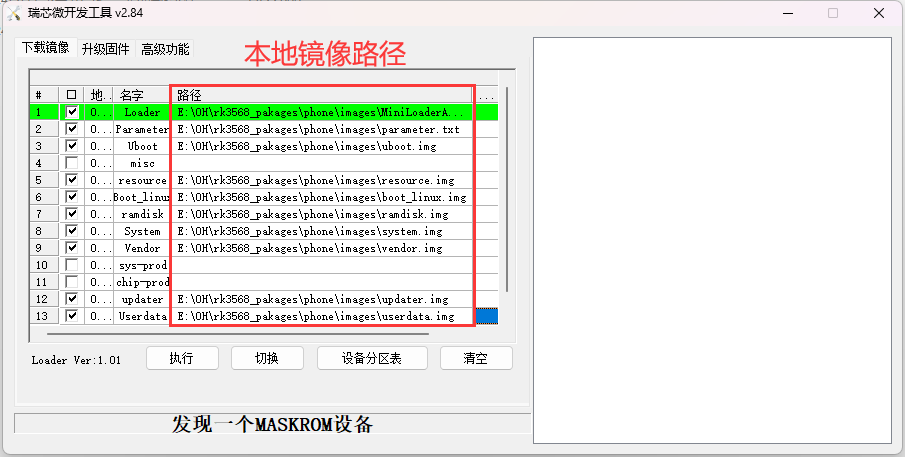 瑞芯微开发工具 v2.84
下载镜像 升级固件 高级功能
本地镜像路径
# 地.. 名字 路径 ...
1 0... Loader E:\OH\rk3568_pakages\phone\images\MiniLoaderA...
2 0... Parameter E:\OH\rk3568_pakages\phone\images\parameter.txt
3 0... Uboot E:\OH\rk3568_pakages\phone\images\uboot.img
4 0... misc
5 0... resource E:\OH\rk3568_pakages\phone\images\resource.img
6 0... Boot_linux E:\OH\rk3568_pakages\phone\images\boot_linux.img
7 0... ramdisk E:\OH\rk3568_pakages\phone\images\ramdisk.img
8 0... System E:\OH\rk3568_pakages\phone\images\system.img
9 0... Vendor E:\OH\rk3568_pakages\phone\images\vendor.img
10 0... sys-prod
11 0... chip-prod
12 0... updater E:\OH\rk3568_pakages\phone\images\updater.img
13 0... Userdata E:\OH\rk3568_pakages\phone\images\userdata.img
Loader Ver:1.01 执行 切换 设备分区表 清空
发现一个MASKROM设备